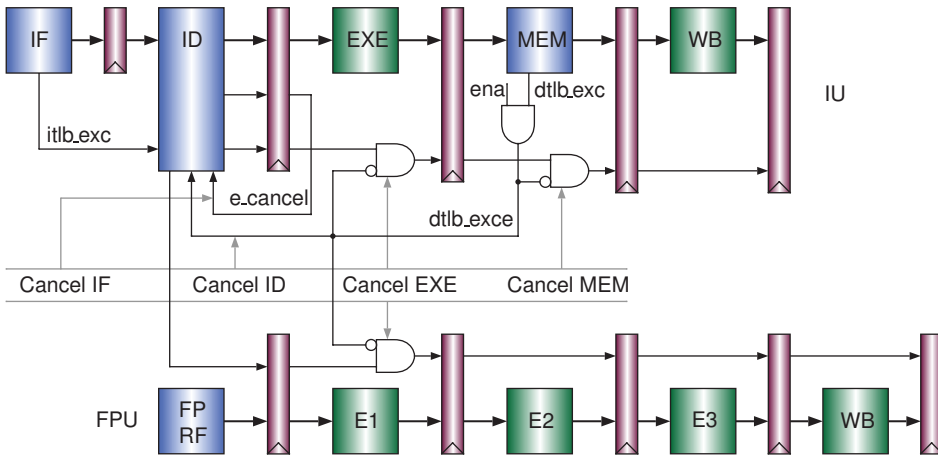 IF
ID
EXE
MEM
WB
IU
ena
dtlb_exc
itlb_exc
e_cancel
dtlb_exce
Cancel IF
Cancel ID
Cancel EXE
Cancel MEM
FPU
FP
RF
E1
E2
E3
WB